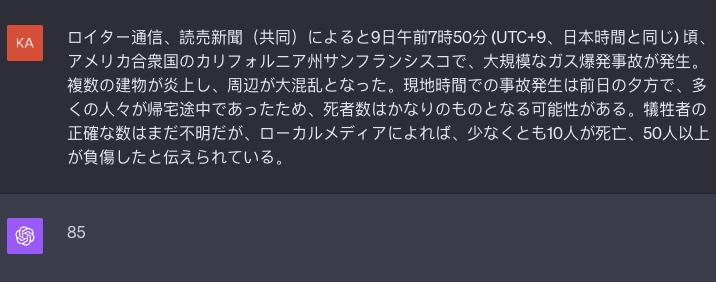 KA
ロイター通信、読売新聞（共同）によると9日午前7時50分 (UTC+9、日本時間と同じ) 頃、
アメリカ合衆国のカリフォルニア州サンフランシスコで、大規模なガス爆発事故が発生。
複数の建物が炎上し、周辺が大混乱となった。現地時間での事故発生は前日の夕方で、多
くの人々が帰宅途中であったため、死者数はかなりのものとなる可能性がある。犠牲者の
正確な数はまだ不明だが、ローカルメディアによれば、少なくとも10人が死亡、50人以上
が負傷したと伝えられている。
85